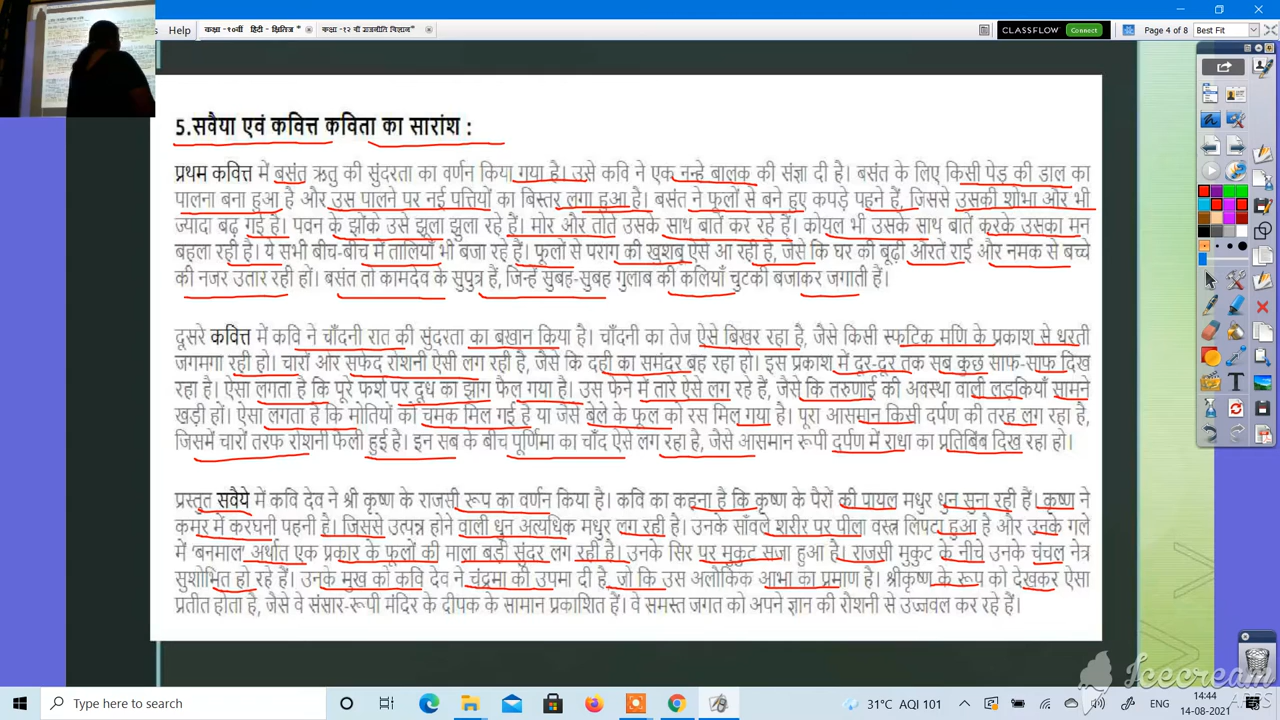 Help
कक्षा -१०वीं हिंदी - क्षितिज *
कक्षा -१२ वीं राजनीति विज्ञान*
CLASSFLOW
Connect
Page 4 of 8
Best Fit
5.सवैया एवं कवित्त कविता का सारांश :
प्रथम कवित्त में बसंत ऋतु की सुंदरता का वर्णन किया गया है। उसे कवि ने एक नन्हे बालक की संज्ञा दी है। बसंत के लिए किसी पेड़ की डाल का
पालना बना हुआ है और उस पालने पर नई पत्तियों का बिस्तर लगा हुआ है। बसंत ने फूलों से बने हुए कपड़े पहने हैं, जिससे उसकी शोभा और भी
ज्यादा बढ़ गई है। पवन के झोंके उसे झूला झुला रहे हैं। मोर और तोते उसके साथ बातें कर रहे हैं। कोयल भी उसके साथ बातें करके उसका मन
बहला रही है। ये सभी बीच-बीच में तालियाँ भी बजा रहे हैं। फूलों से पराग की खुशबू ऐसे आ रही है, जैसे कि घर की बूढ़ी औरतें राई और नमक से बच्चे
की नजर उतार रही हों। बसंत तो कामदेव के सुपुत्र हैं, जिन्हें सुबह-सुबह गुलाब की कलियाँ चुटकी बजाकर जगाती हैं।
दूसरे कवित्त में कवि ने चाँदनी रात की सुंदरता का बखान किया है। चाँदनी का तेज ऐसे बिखर रहा है, जैसे किसी स्फटिक मणि के प्रकाश से धरती
जगमगा रही हो। चारों ओर सफेद रोशनी ऐसी लग रही है, जैसे कि दही का समंदर बह रहा हो। इस प्रकाश में दूर-दूर तक सब कुछ साफ-साफ दिख
रहा है। ऐसा लगता है कि पूरे फर्श पर दूध का झाग फैल गया है। उस फेन में तारे ऐसे लग रहे हैं, जैसे कि तरुणाई की अवस्था वाली लड़कियाँ सामने
खड़ी हों। ऐसा लगता है कि मोतियों को चमक मिल गई है या जैसे बेले के फूल को रस मिल गया है। पूरा आसमान किसी दर्पण की तरह लग रहा है,
जिसमें चारों तरफ रोशनी फैली हुई है। इन सब के बीच पूर्णिमा का चाँद ऐसे लग रहा है, जैसे आसमान रूपी दर्पण में राधा का प्रतिबिंब दिख रहा हो।
प्रस्तुत सवैये में कवि देव ने श्री कृष्ण के राजसी रूप का वर्णन किया है। कवि का कहना है कि कृष्ण के पैरों की पायल मधुर धुन सुना रही हैं। कृष्ण ने
कमर में करघनी पहनी है। जिससे उत्पन्न होने वाली धुन अत्यधिक मधुर लग रही है। उनके साँवले शरीर पर पीला वस्त्र लिपटा हुआ है और उनके गले
में 'बनमाल' अर्थात एक प्रकार के फूलों की माला बड़ी सुंदर लग रही है। उनके सिर पर मुकुट सजा हुआ है। राजसी मुकुट के नीचे उनके चंचल नेत्र
सुशोभित हो रहे हैं। उनके मुख को कवि देव ने चंद्रमा की उपमा दी है, जो कि उस अलौकिक आभा का प्रमाण है। श्रीकृष्ण के रूप को देखकर ऐसा
प्रतीत होता है, जैसे वे संसार-रूपी मंदिर के दीपक के सामान प्रकाशित हैं। वे समस्त जगत को अपने ज्ञान की रौशनी से उज्जवल कर रहे हैं।
Icecream
Type here to search
31°C AQI 101
ENG
14:44
14-08-2021